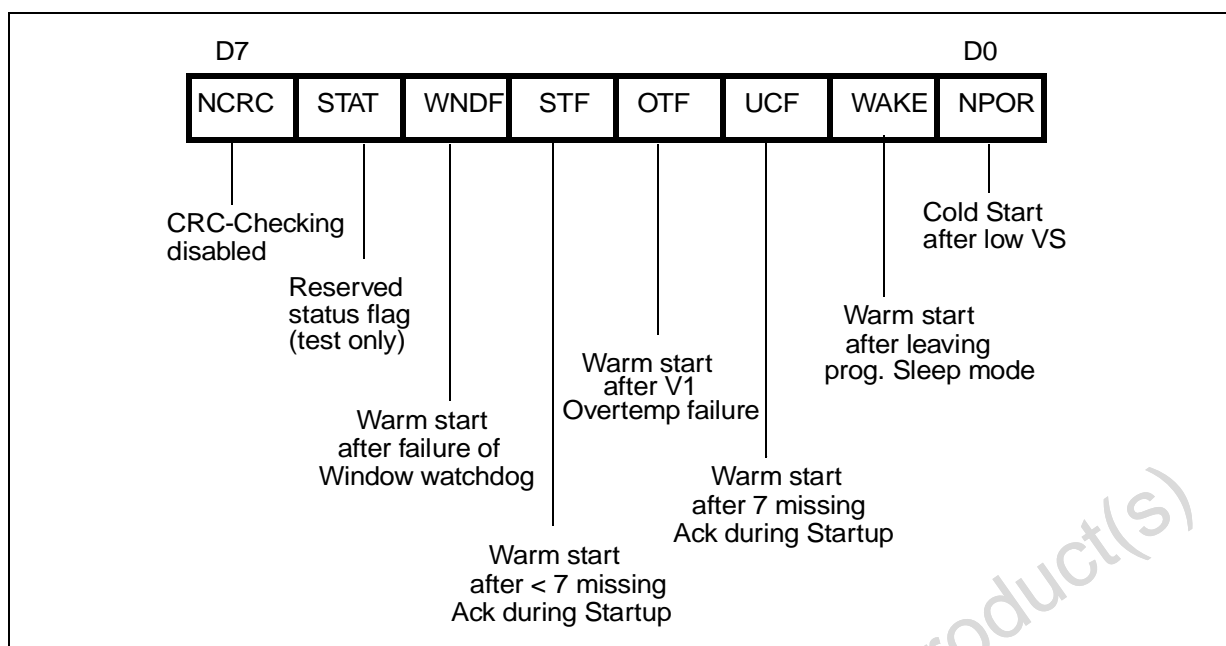 D7 D0
NCRC STAT WNDF STF OTF UCF WAKE NPOR
CRC-Checking
disabled
Reserved
status flag
(test only)
Warm start
after failure of
Window watchdog
Warm start
after < 7 missing
Ack during Startup
Warm start
after V1
Overtemp failure
Warm start
after 7 missing
Ack during Startup
Warm start
after leaving
prog. Sleep mode
Cold Start
after low VS
roduct(s)